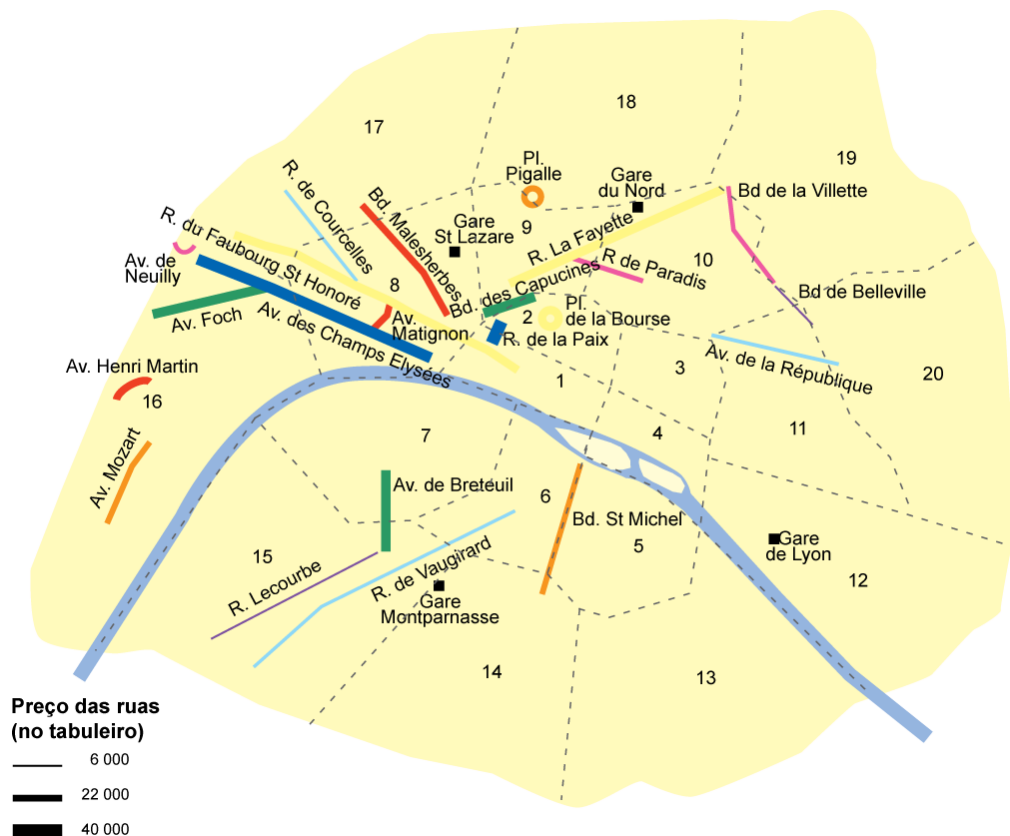 18
17
19
Pl.
Pigalle
Gare
du Nord
R. de Courcelles
Bd. Malesherbes
Bd de la Villette
R. du Faubourg St Honoré
Gare
St Lazare
9
R. La Fayette
Av. de
Neuilly
8
R de Paradis
10
Bd. des Capucines
Bd de Belleville
Av. Foch
Av. des Champs Elysées
Av.
Matignon
2
Pl.
de la Bourse
R. de la Paix
Av. de la République
Av. Henri Martin
16
1
3
20
7
4
11
Av. Mozart
Av. de Breteuil
6
Bd. St Michel
5
Gare
de Lyon
15
R. Lecourbe
R. de Vaugirard
12
Gare
Montparnasse
14
13
Preço das ruas
(no tabuleiro)
6 000
22 000
40 000